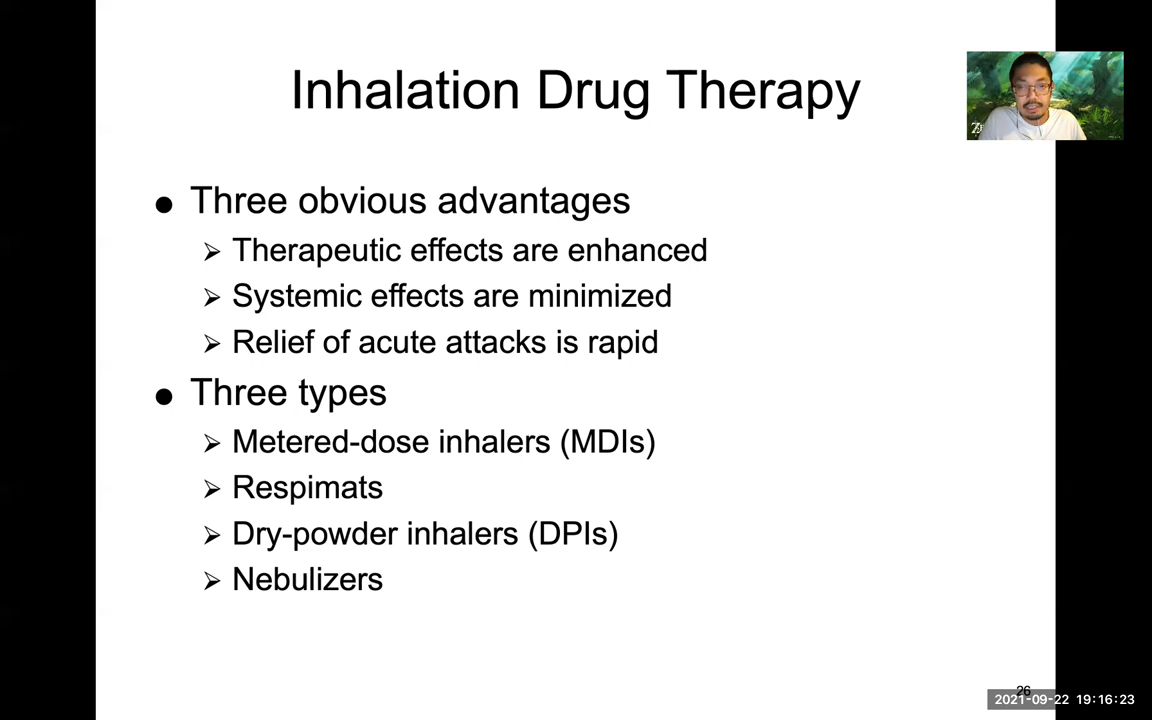 Inhalation Drug Therapy
● Three obvious advantages
➢ Therapeutic effects are enhanced
➢ Systemic effects are minimized
➢ Relief of acute attacks is rapid
● Three types
➢ Metered-dose inhalers (MDIs)
➢ Respimats
➢ Dry-powder inhalers (DPIs)
➢ Nebulizers
26
2021-09-22 19:16:23